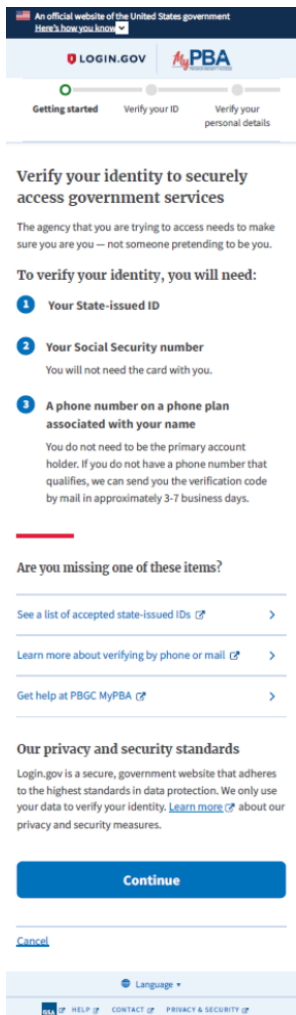 An official website of the United States government
Here's how you know
LOGIN.GOV MyPBA
Getting started Verify your ID Verify your
personal details
Verify your identity to securely
access government services
The agency that you are trying to access needs to make
sure you are you — not someone pretending to be you.
To verify your identity, you will need:
1 Your State-issued ID
2 Your Social Security number
You will not need the card with you.
3 A phone number on a phone plan
associated with your name
You do not need to be the primary account
holder. If you do not have a phone number that
qualifies, we can send you the verification code
by mail in approximately 3-7 business days.
Are you missing one of these items?
See a list of accepted state-issued IDs
Learn more about verifying by phone or mail
Get help at PBGC MyPBA
Our privacy and security standards
Login.gov is a secure, government website that adheres
to the highest standards in data protection. We only use
your data to verify your identity. Learn more about our
privacy and security measures.
Continue
Cancel
Language
GSA HELP CONTACT PRIVACY & SECURITY